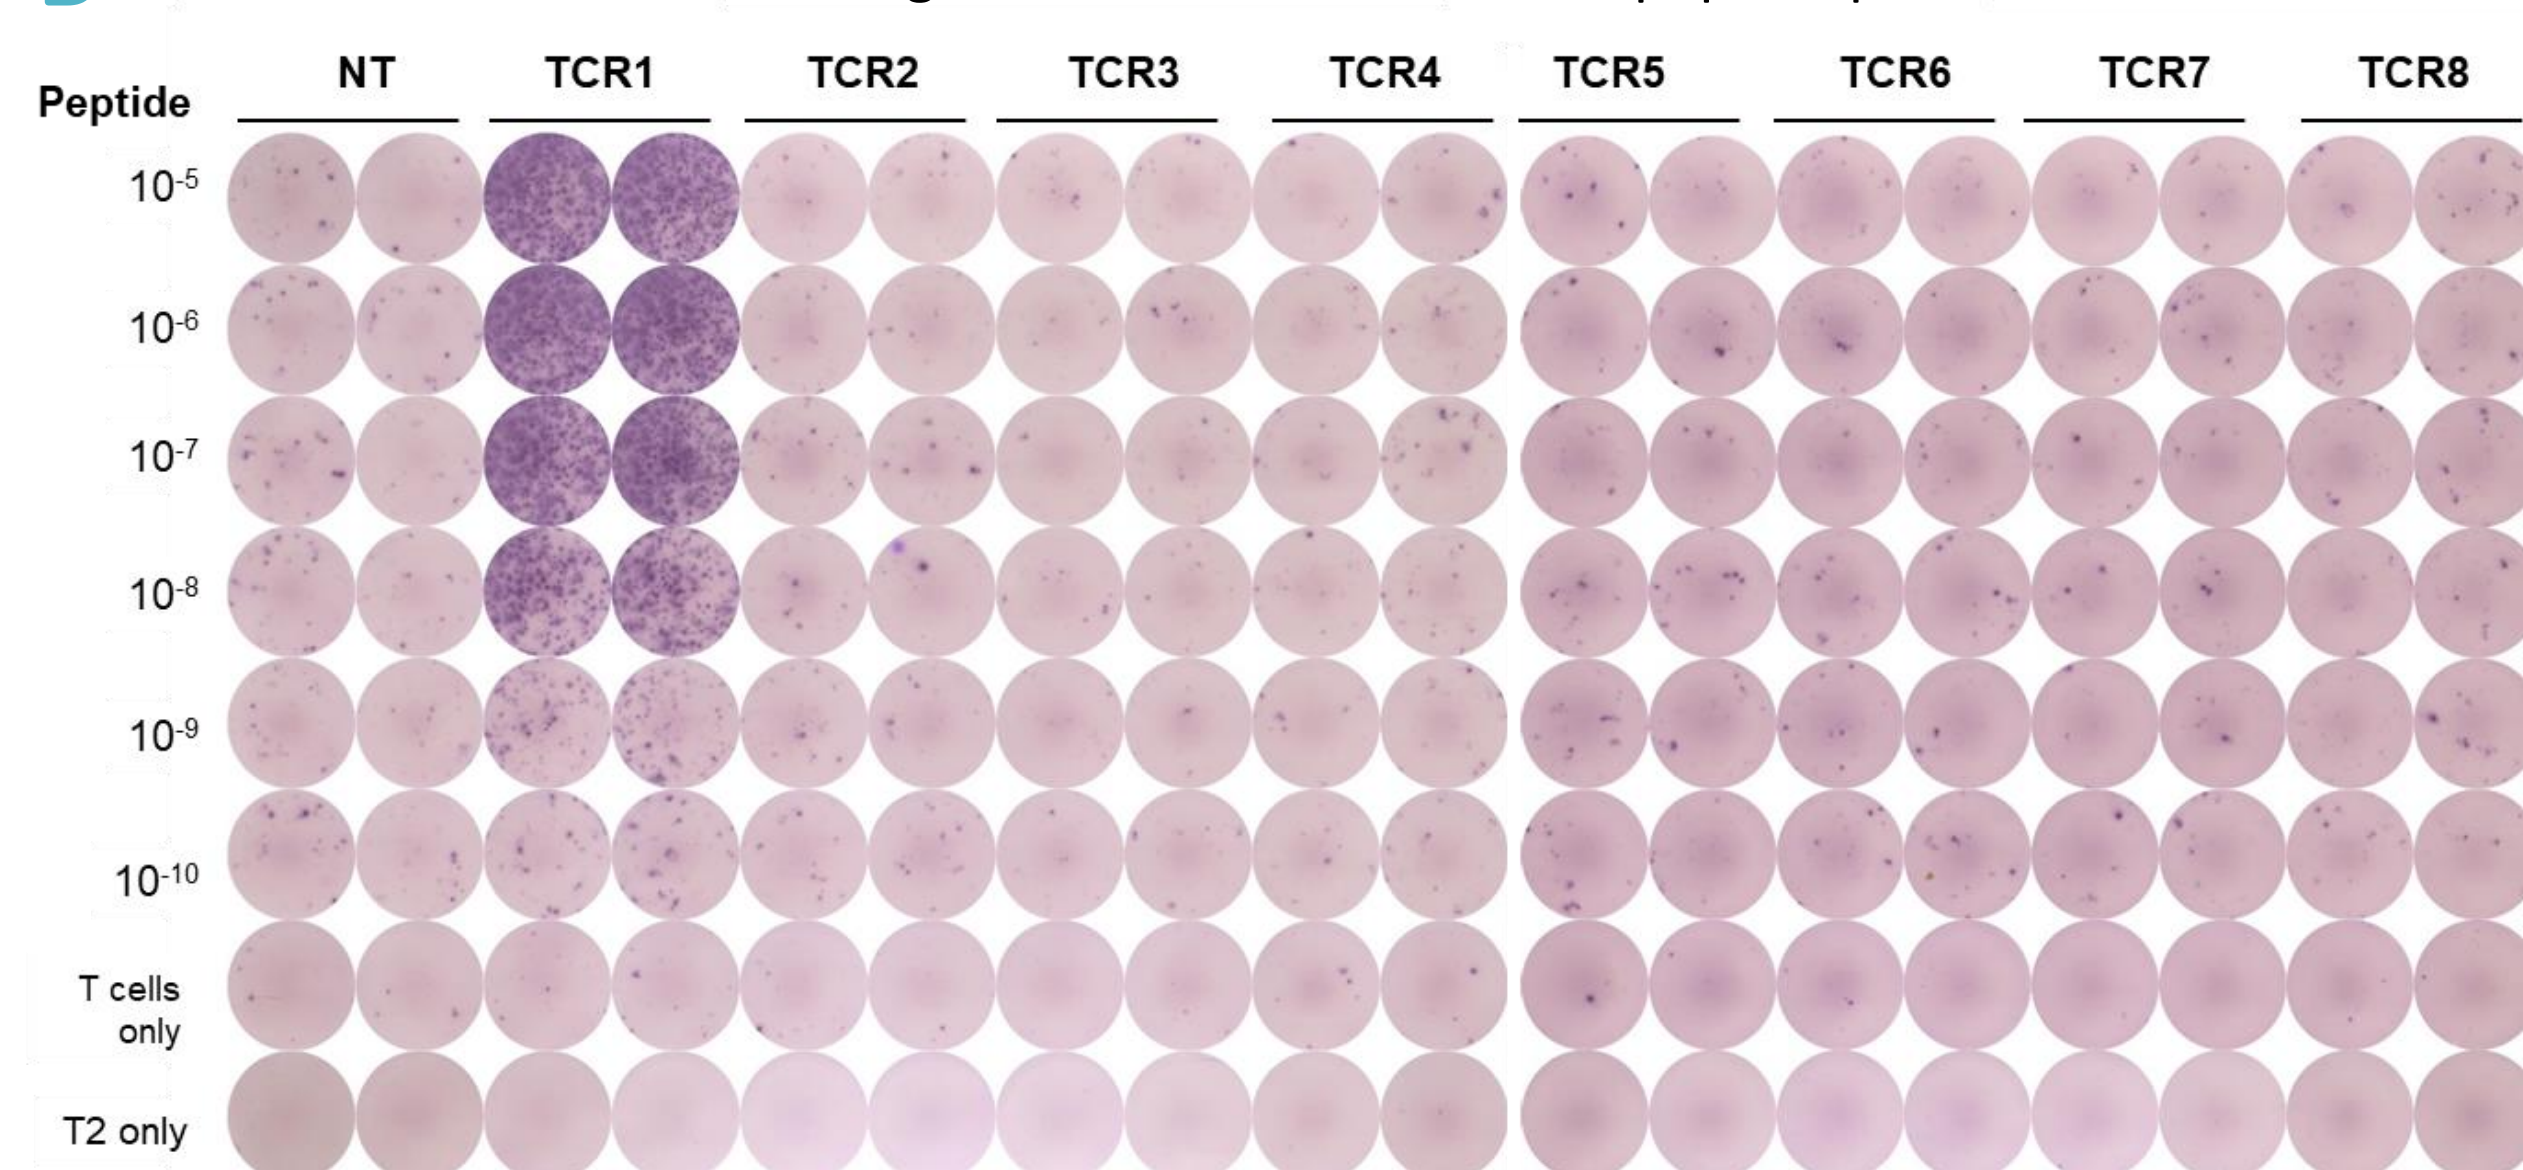 NT TCR1 TCR2 TCR3 TCR4 TCR5 TCR6 TCR7 TCR8
Peptide
10-5
10-6
10-7
10-8
10-9
10-10
T cells
only
T2 only